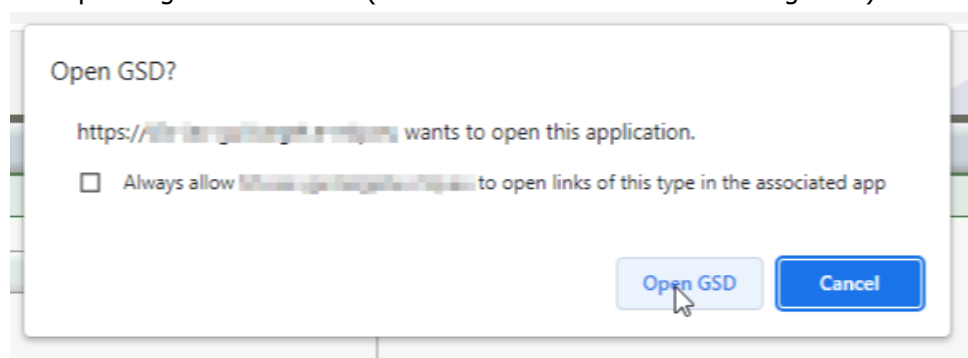 Open GSD?
https:// wants to open this application.
Always allow to open links of this type in the associated app
Open GSD
Cancel